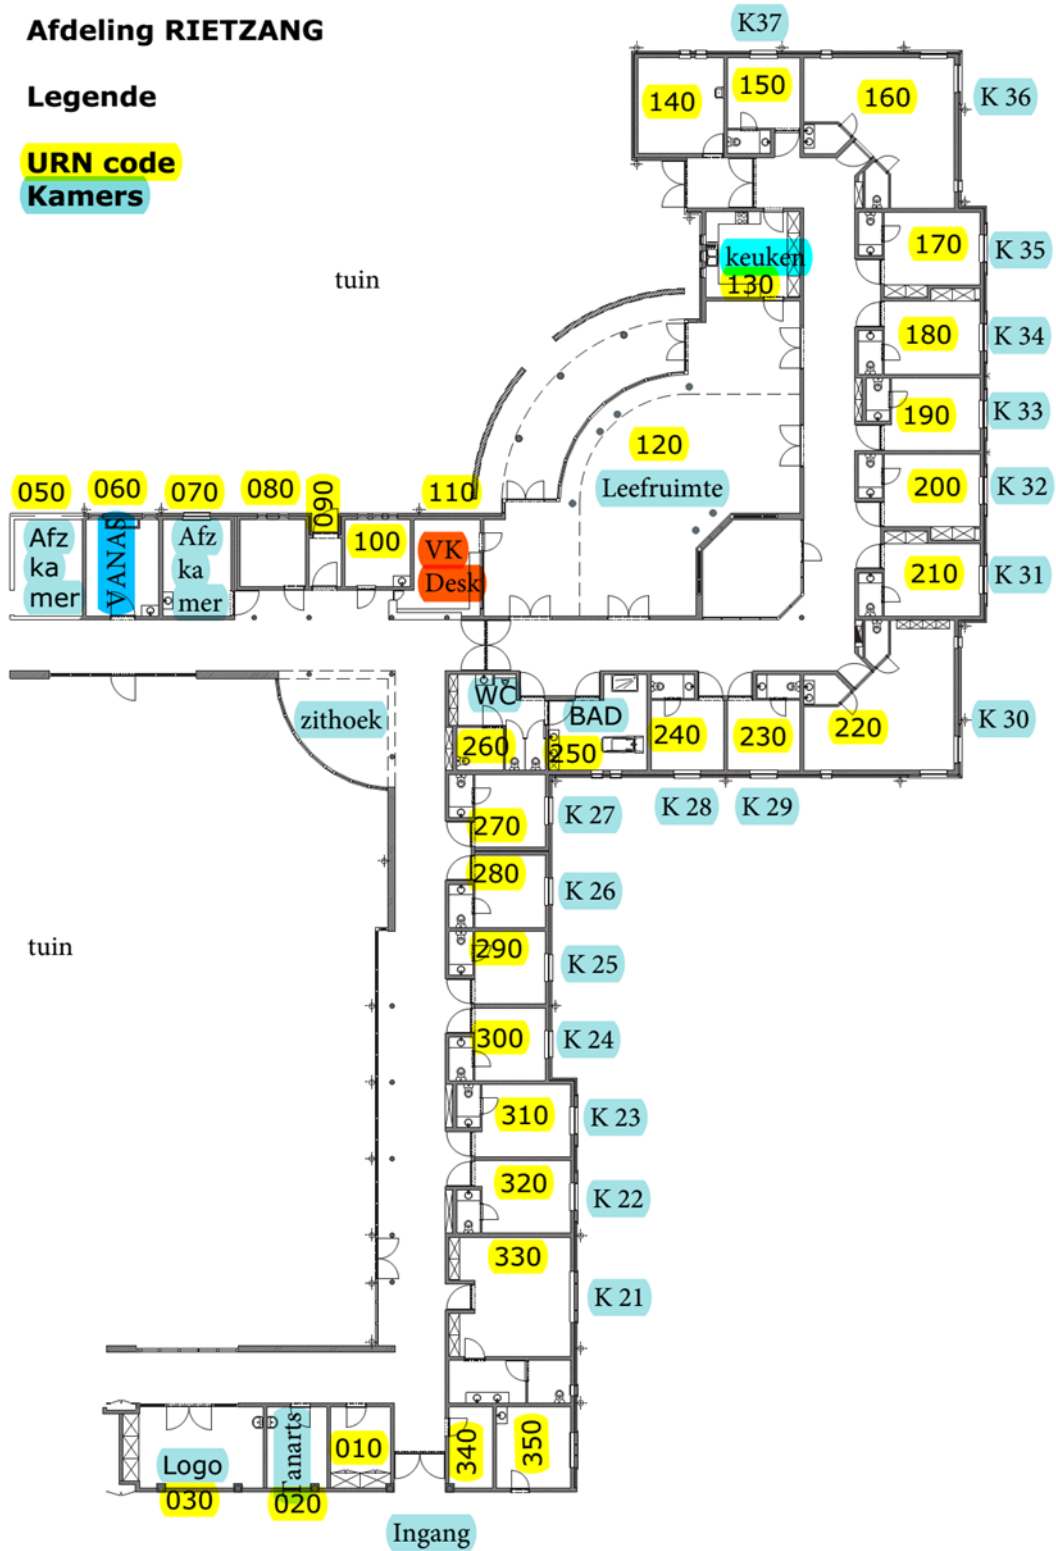 Afdeling RIETZANG
Legende
URN code
Kamers
K37
140
150
160
K 36
tuin
keuken
130
170
K 35
180
K 34
120
190
K 33
Leefruimte
200
K 32
050
060
070
080
090
110
Afz
ka
mer
VANAS
Afz
ka
mer
100
VK
Desk
210
K 31
zithoek
WC
BAD
260
250
240
230
220
K 30
K 28
K 29
270
K 27
280
K 26
tuin
290
K 25
300
K 24
310
K 23
320
K 22
330
K 21
Logo
030
Tanarts
020
010
340
350
Ingang